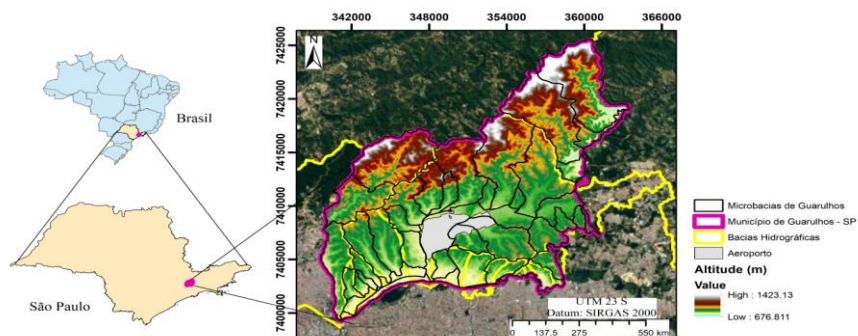 342000 348000 354000 360000 366000
7425000
7420000
7415000
7410000
7405000
7400000
N
Brasil
São Paulo
UTM 23 S
Datum: SIRGAS 2000
0 137.5 275 550 km
Microbacias de Guarulhos
Município de Guarulhos - SP
Bacias Hidrográficas
Aeroporto
Altitude (m)
Value
High : 1423.13
Low : 676.811